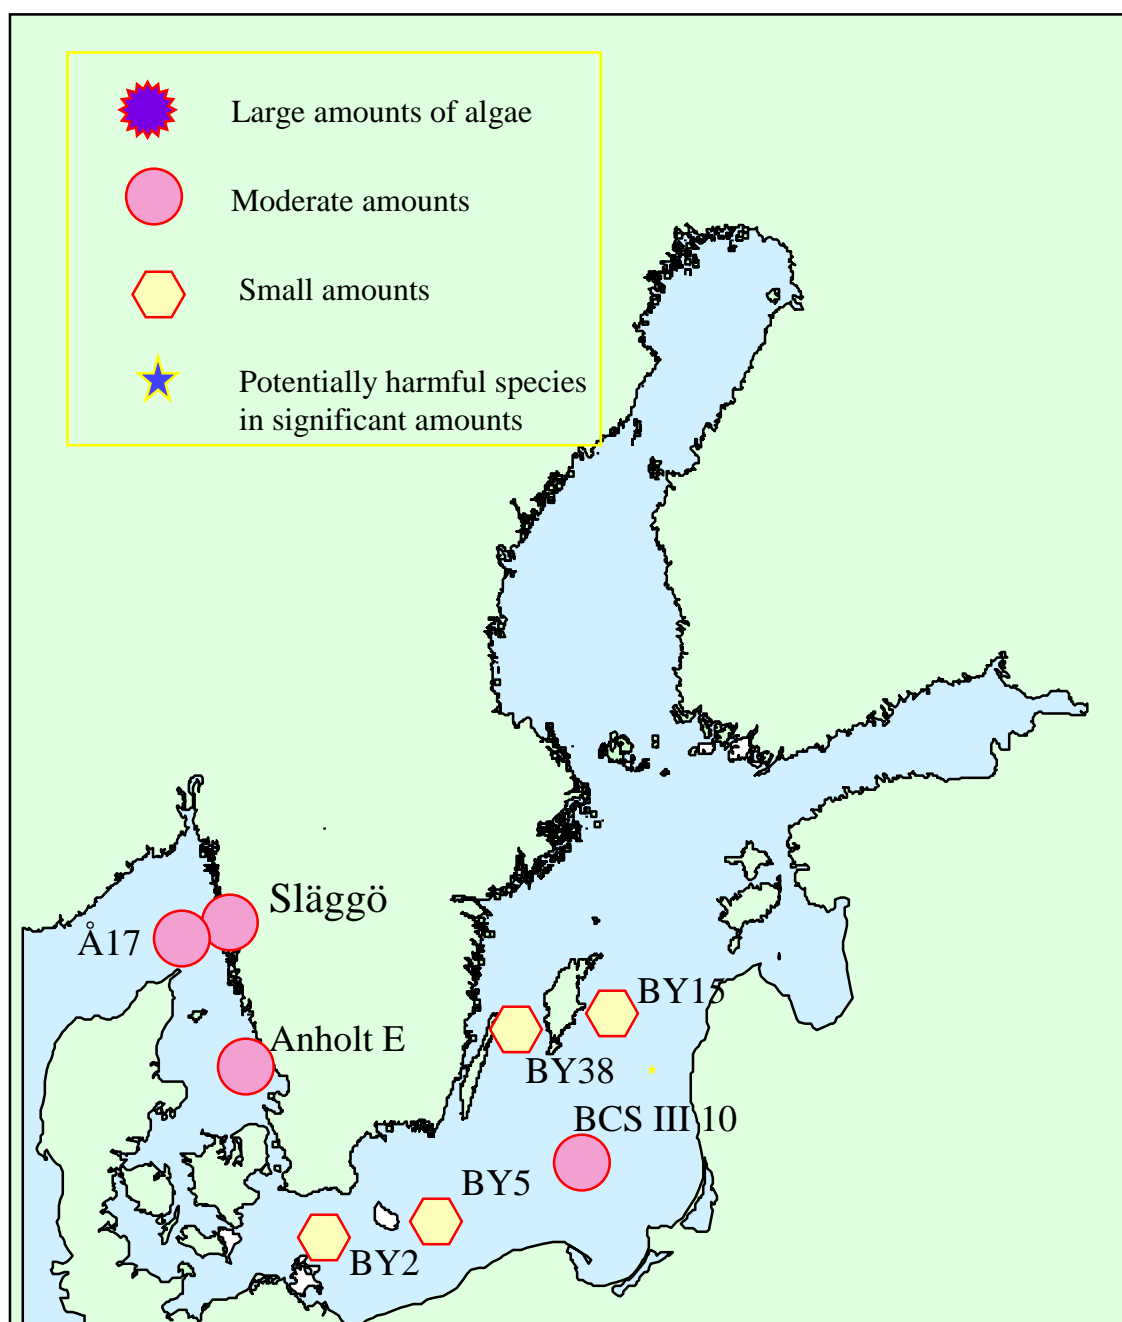 Large amounts of algae
Moderate amounts
Small amounts
Potentially harmful species
in significant amounts
Släggö
Å17
BY15
Anholt E
BY38
BCS III 10
BY5
BY2